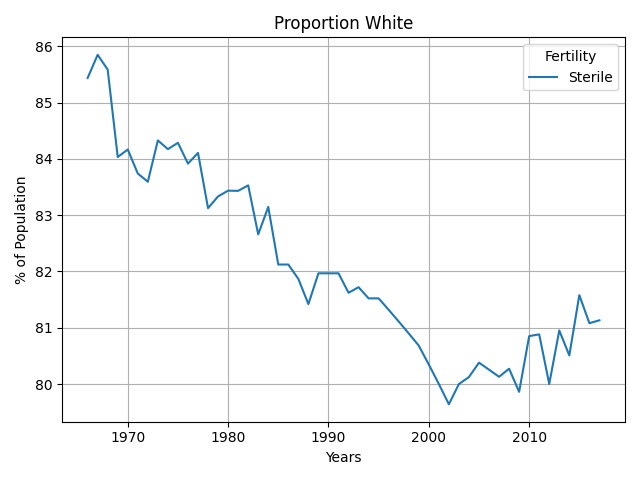 Proportion White
Fertility
Sterile
% of Population
86
85
84
83
82
81
80
1970
1980
1990
2000
2010
Years